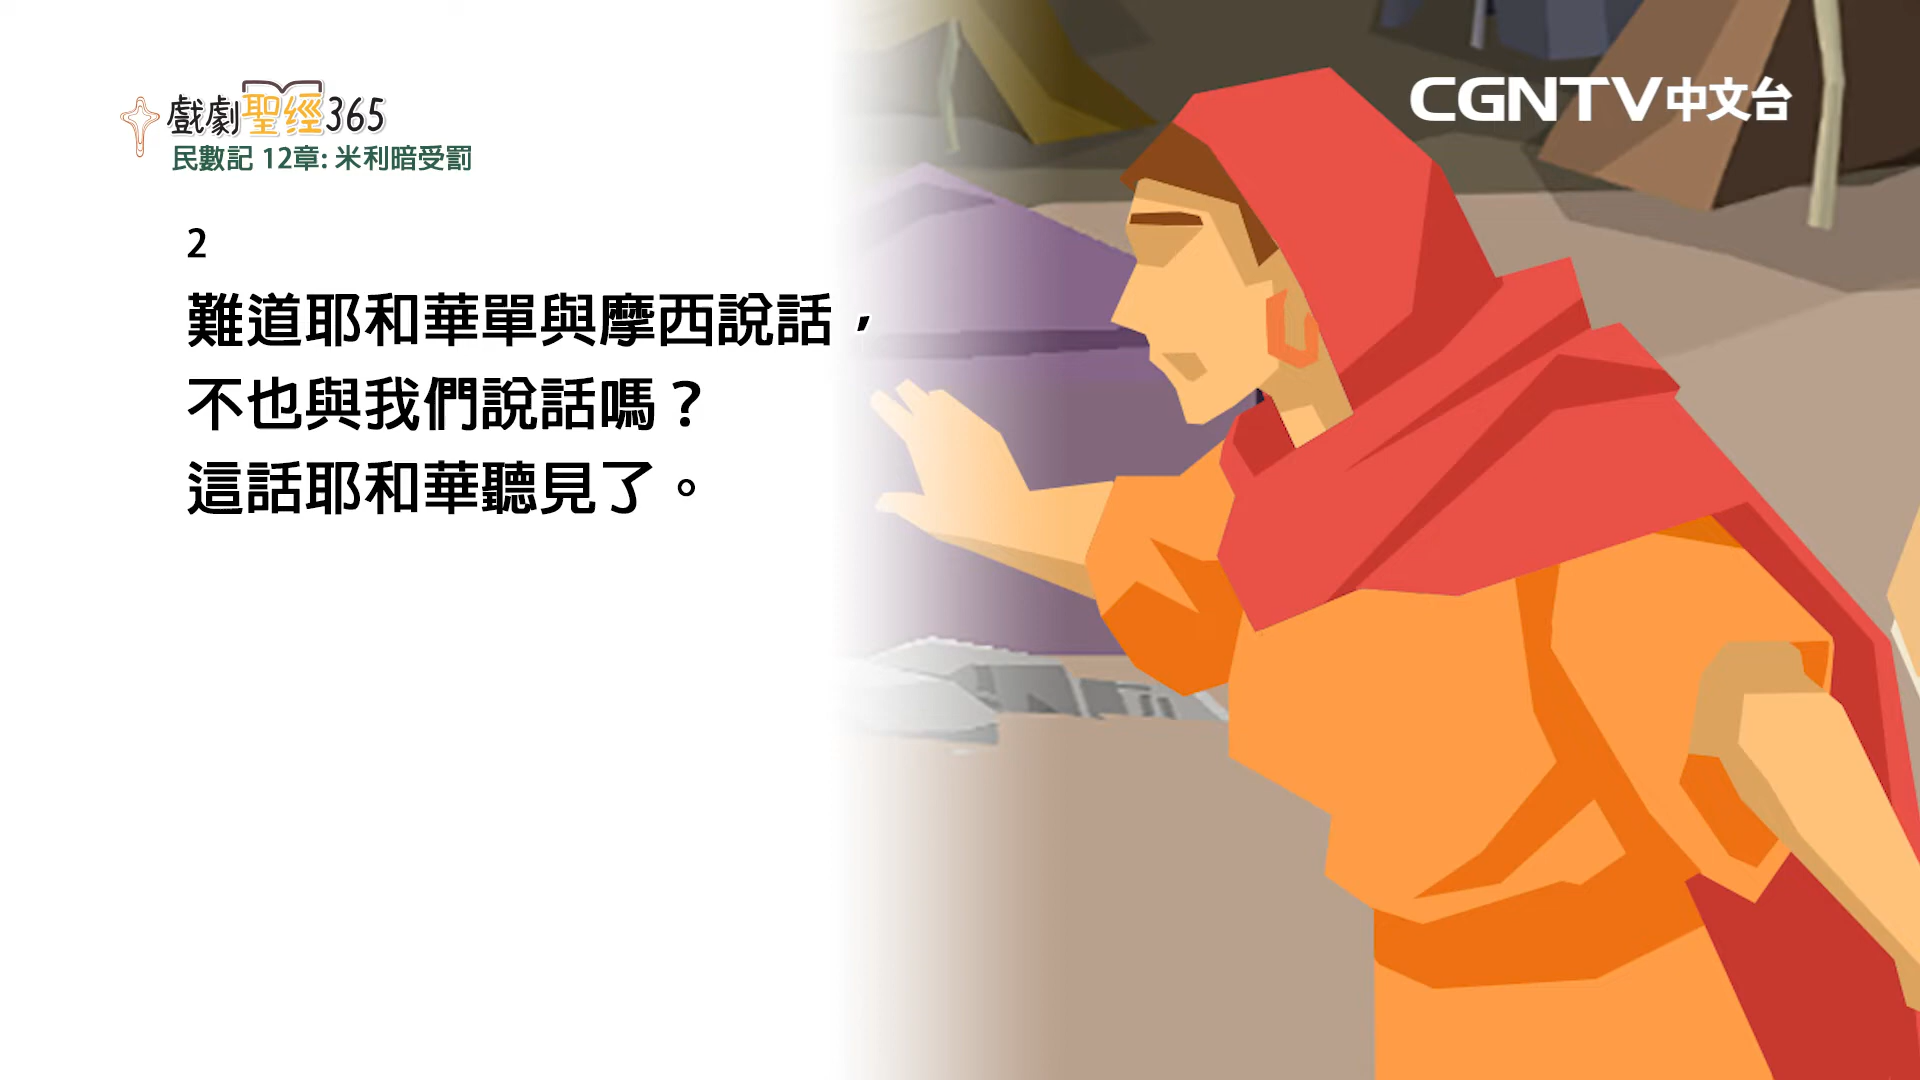 戲劇聖經365
CGNTV中文台
民數記 12章: 米利暗受罰
2
難道耶和華單與摩西說話，
不也與我們說話嗎？
這話耶和華聽見了。